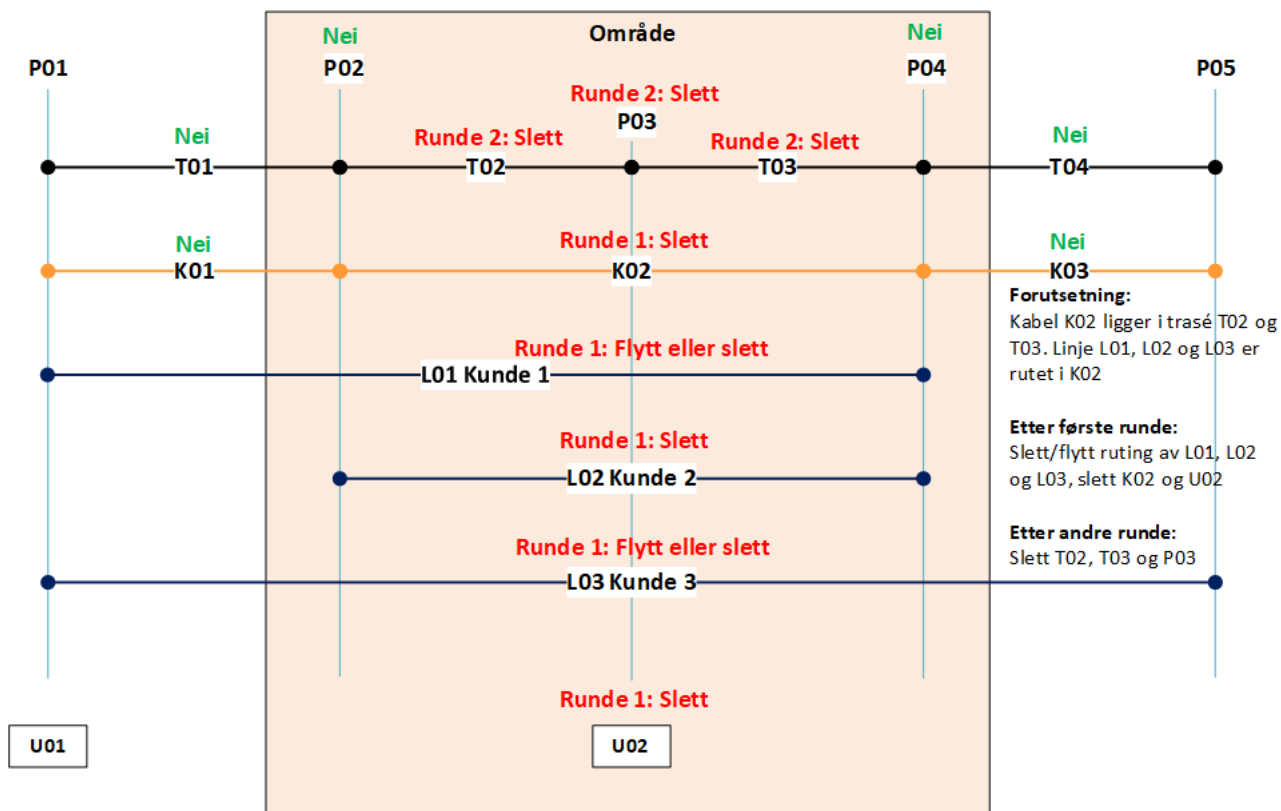 Område
Nei
Nei
P01
P02
P04
P05
Runde 2: Slett
P03
Nei
Runde 2: Slett
Runde 2: Slett
Nei
T01
T02
T03
T04
Nei
Runde 1: Slett
Nei
K01
K02
K03
Forutsetning:
Kabel K02 ligger i trasé T02 og
T03. Linje L01, L02 og L03 er
rutet i K02
Runde 1: Flytt eller slett
L01 Kunde 1
Etter første runde:
Slett/flytt ruting av L01, L02
og L03, slett K02 og U02
Runde 1: Slett
L02 Kunde 2
Etter andre runde:
Slett T02, T03 og P03
Runde 1: Flytt eller slett
L03 Kunde 3
Runde 1: Slett
U01
U02